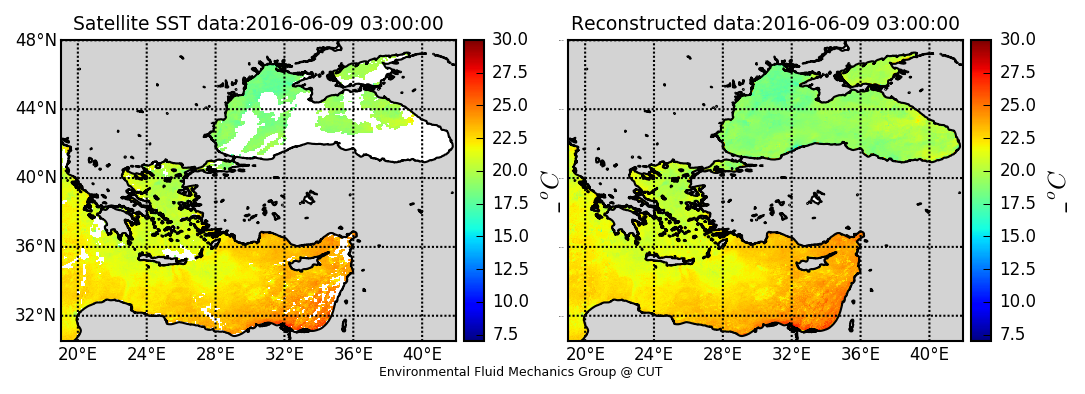 Satellite SST data:2016-06-09 03:00:00
48°N
44°N
40°N
36°N
32°N
20°E 24°E 28°E 32°E 36°E 40°E
30.0
27.5
25.0
22.5
20.0
17.5
15.0
12.5
10.0
7.5
_ °C
Reconstructed data:2016-06-09 03:00:00
20°E 24°E 28°E 32°E 36°E 40°E
30.0
27.5
25.0
22.5
20.0
17.5
15.0
12.5
10.0
7.5
_ °C
Environmental Fluid Mechanics Group @ CUT